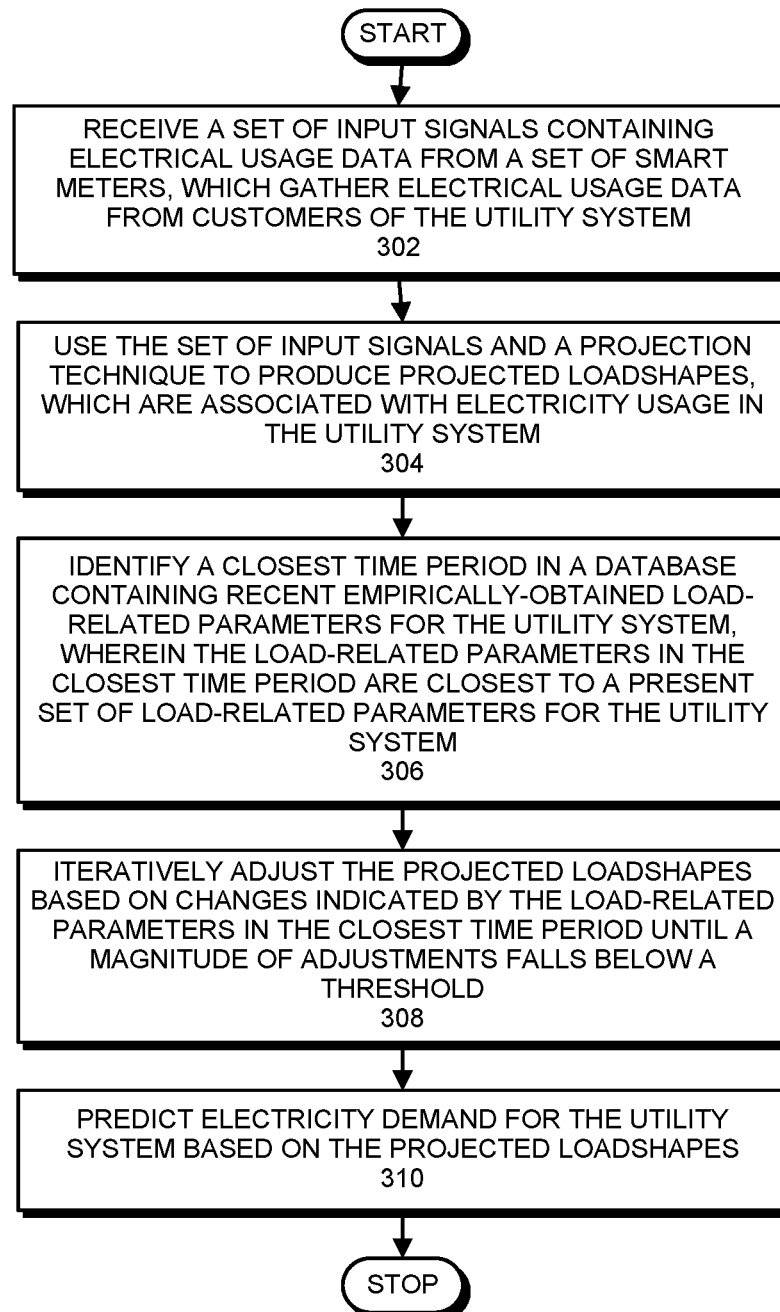 START
RECEIVE A SET OF INPUT SIGNALS CONTAINING
ELECTRICAL USAGE DATA FROM A SET OF SMART
METERS, WHICH GATHER ELECTRICAL USAGE DATA
FROM CUSTOMERS OF THE UTILITY SYSTEM
302
USE THE SET OF INPUT SIGNALS AND A PROJECTION
TECHNIQUE TO PRODUCE PROJECTED LOADSHAPES,
WHICH ARE ASSOCIATED WITH ELECTRICITY USAGE IN
THE UTILITY SYSTEM
304
IDENTIFY A CLOSEST TIME PERIOD IN A DATABASE
CONTAINING RECENT EMPIRICALLY-OBTAINED LOAD-
RELATED PARAMETERS FOR THE UTILITY SYSTEM,
WHEREIN THE LOAD-RELATED PARAMETERS IN THE
CLOSEST TIME PERIOD ARE CLOSEST TO A PRESENT
SET OF LOAD-RELATED PARAMETERS FOR THE UTILITY
SYSTEM
306
ITERATIVELY ADJUST THE PROJECTED LOADSHAPES
BASED ON CHANGES INDICATED BY THE LOAD-RELATED
PARAMETERS IN THE CLOSEST TIME PERIOD UNTIL A
MAGNITUDE OF ADJUSTMENTS FALLS BELOW A
THRESHOLD
308
PREDICT ELECTRICITY DEMAND FOR THE UTILITY
SYSTEM BASED ON THE PROJECTED LOADSHAPES
310
STOP